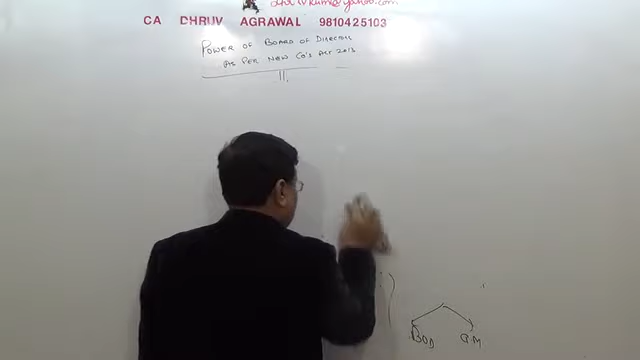 CA DHRUV AGRAWAL 9810425103
POWER OF BOARD OF DIRECTORS
AS PER NEW CO'S ACT 2013
BOD GM